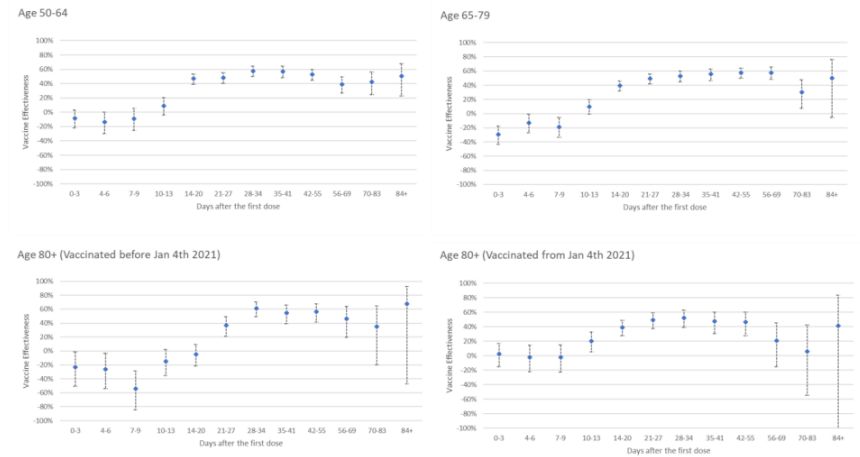 Age 50-64
100%
80%
60%
40%
20%
0%
-20%
-40%
-60%
-80%
-100%
Vaccine Effectiveness
0-3 4-6 7-9 10-13 14-20 21-27 28-34 35-41 42-55 56-69 70-83 84+
Days after the first dose
Age 65-79
100%
80%
60%
40%
20%
0%
-20%
-40%
-60%
-80%
-100%
Vaccine Effectiveness
0-3 4-6 7-9 10-13 14-20 21-27 28-34 35-41 42-55 56-69 70-83 84+
Days after the first dose
Age 80+ (Vaccinated before Jan 4th 2021)
100%
80%
60%
40%
20%
0%
-20%
-40%
-60%
-80%
-100%
Vaccine Effectiveness
0-3 4-6 7-9 10-13 14-20 21-27 28-34 35-41 42-55 56-69 70-83 84+
Days after the first dose
Age 80+ (Vaccinated from Jan 4th 2021)
100%
80%
60%
40%
20%
0%
-20%
-40%
-60%
-80%
-100%
Vaccine Effectiveness
0-3 4-6 7-9 10-13 14-20 21-27 28-34 35-41 42-55 56-69 70-83 84+
Days after the first dose